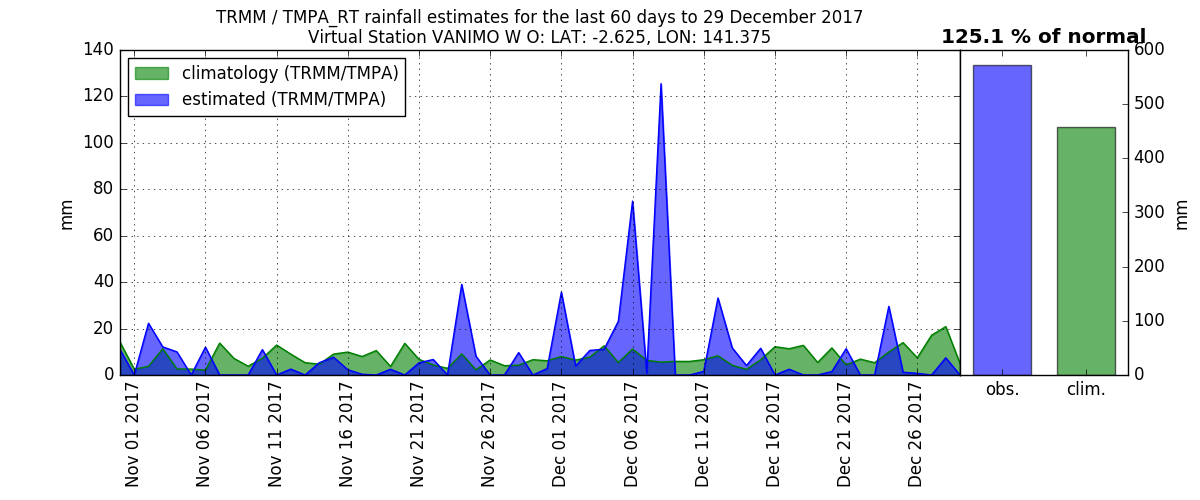 TRMM / TMPA_RT rainfall estimates for the last 60 days to 29 December 2017
Virtual Station VANIMO W O: LAT: -2.625, LON: 141.375
125.1 % of normal
climatology (TRMM/TMPA)
estimated (TRMM/TMPA)
mm
140
120
100
80
60
40
20
0
Nov 01 2017
Nov 06 2017
Nov 11 2017
Nov 16 2017
Nov 21 2017
Nov 26 2017
Dec 01 2017
Dec 06 2017
Dec 11 2017
Dec 16 2017
Dec 21 2017
Dec 26 2017
obs.
clim.
600
500
400
300
200
100
0
mm